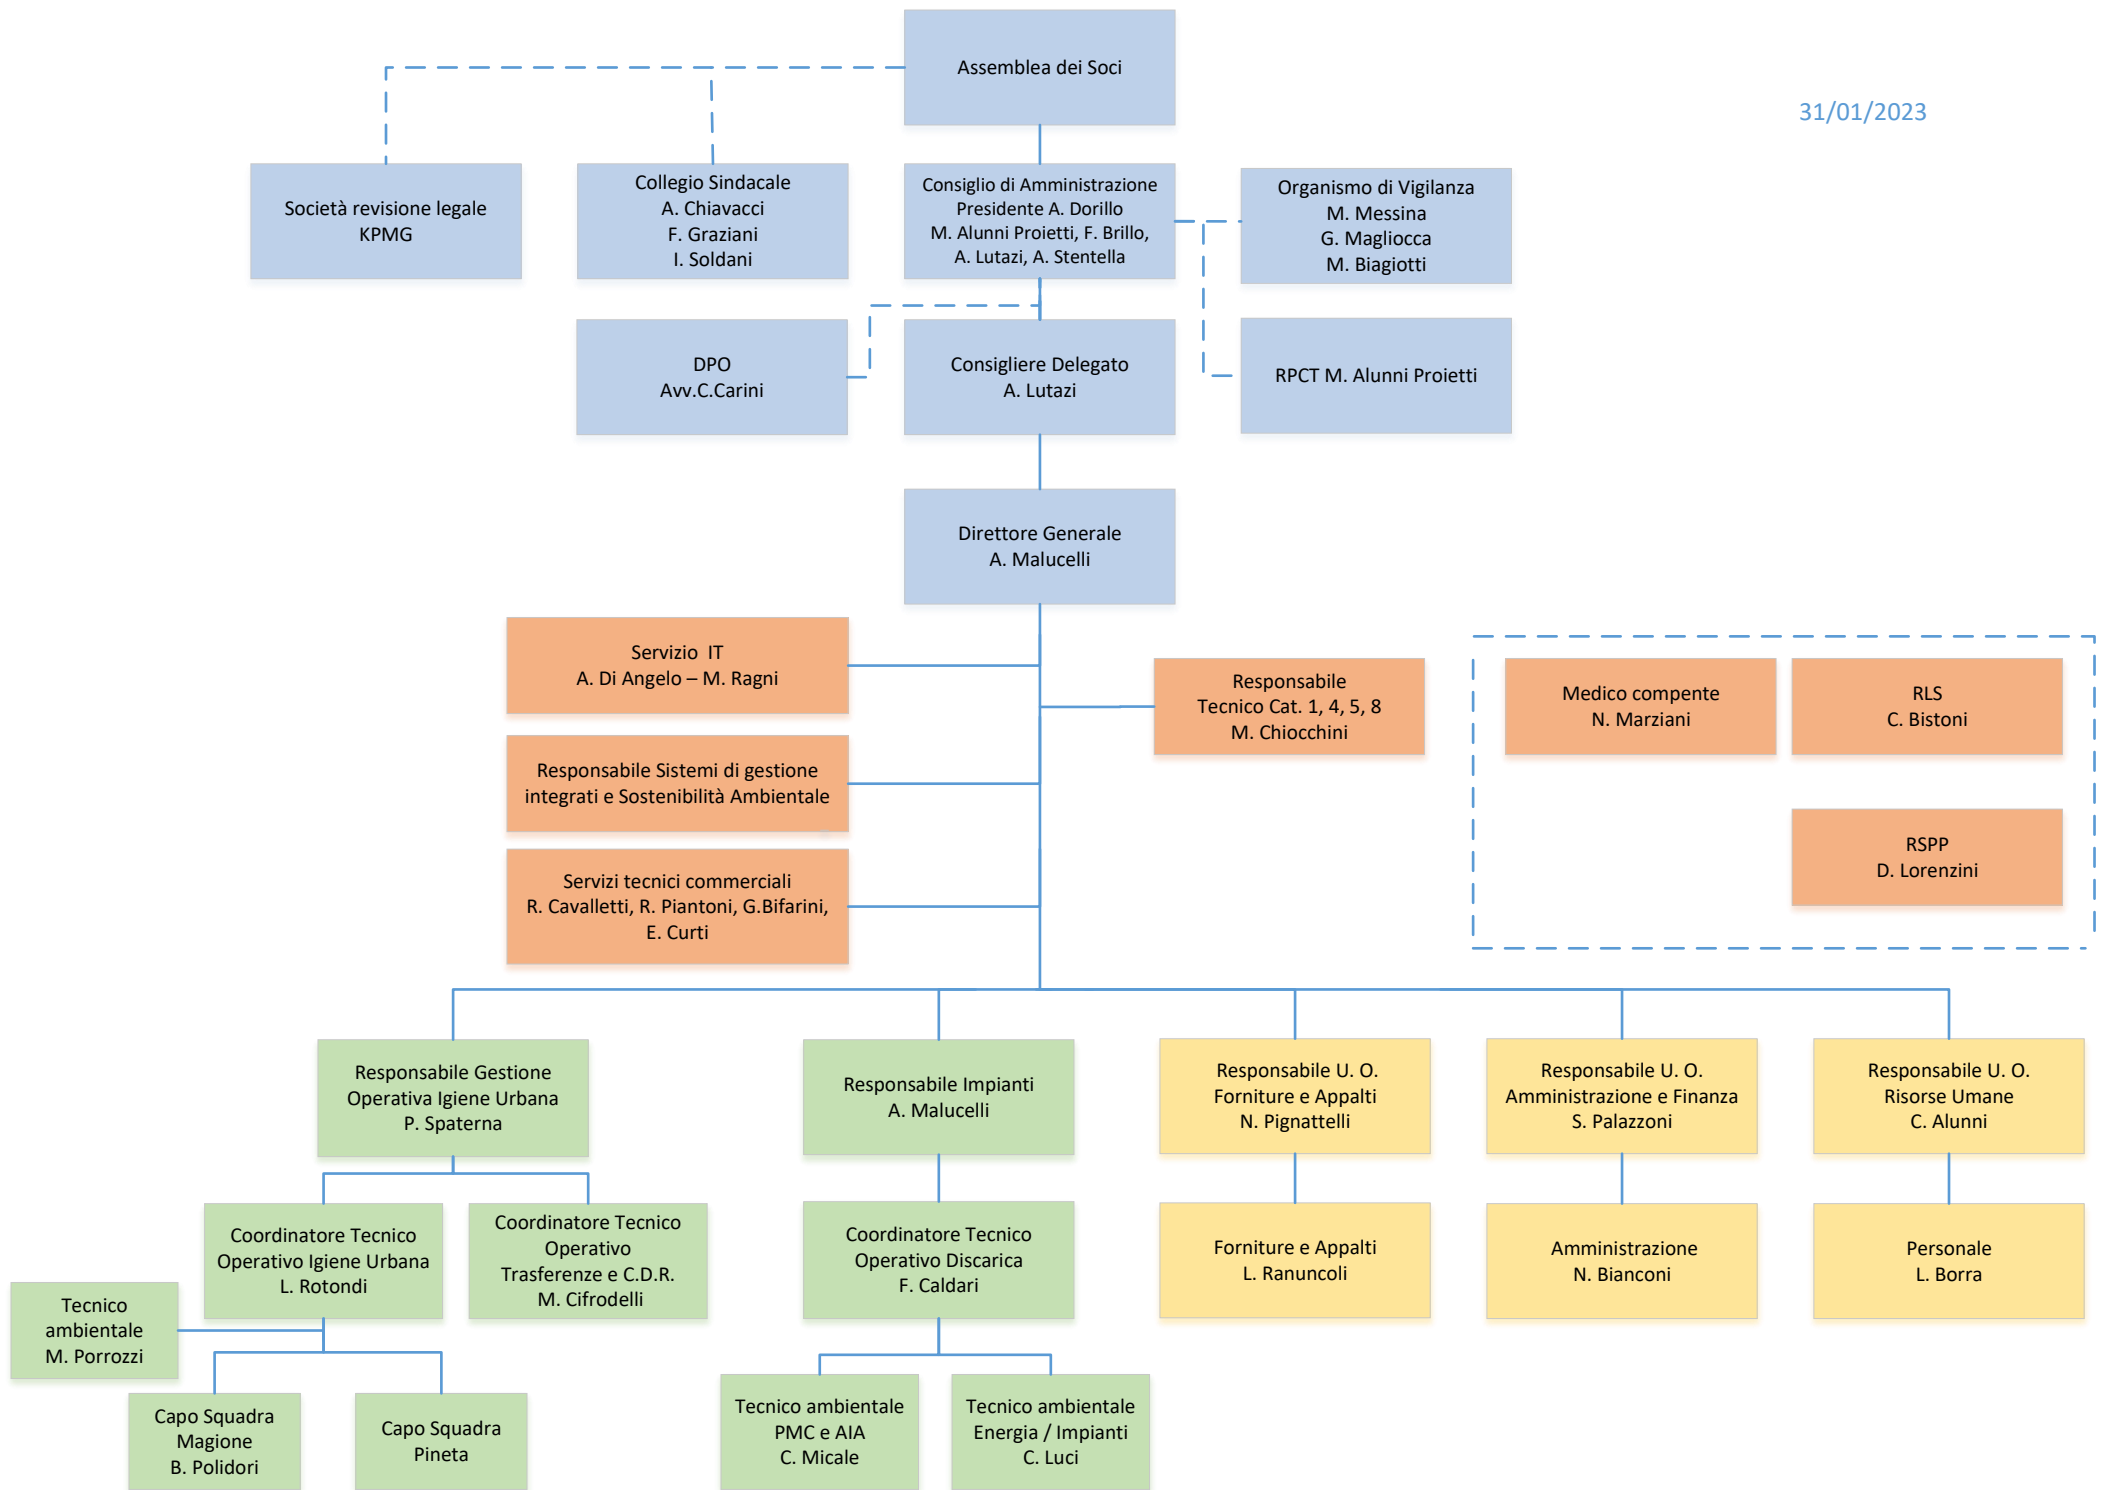 Assemblea dei Soci
31/01/2023
Società revisione legale
KPMG
Collegio Sindacale
A. Chiavacci
F. Graziani
I. Soldani
Consiglio di Amministrazione
Presidente A. Dorillo
M. Alunni Proietti, F. Brillo,
A. Lutazi, A. Stentella
Organismo di Vigilanza
M. Messina
G. Magliocca
M. Biagiotti
DPO
Avv.C.Carini
Consigliere Delegato
A. Lutazi
RPCT M. Alunni Proietti
Direttore Generale
A. Malucelli
Servizio IT
A. Di Angelo – M. Ragni
Responsabile
Tecnico Cat. 1, 4, 5, 8
M. Chiocchini
Medico compente
N. Marziani
RLS
C. Bistoni
Responsabile Sistemi di gestione
integrati e Sostenibilità Ambientale
RSPP
D. Lorenzini
Servizi tecnici commerciali
R. Cavalletti, R. Piantoni, G.Bifarini,
E. Curti
Responsabile Gestione
Operativa Igiene Urbana
P. Spaterna
Responsabile Impianti
A. Malucelli
Responsabile U. O.
Forniture e Appalti
N. Pignattelli
Responsabile U. O.
Amministrazione e Finanza
S. Palazzoni
Responsabile U. O.
Risorse Umane
C. Alunni
Coordinatore Tecnico
Operativo Igiene Urbana
L. Rotondi
Coordinatore Tecnico
Operativo
Trasferenze e C.D.R.
M. Cifrodelli
Coordinatore Tecnico
Operativo Discarica
F. Caldari
Forniture e Appalti
L. Ranuncoli
Amministrazione
N. Bianconi
Personale
L. Borra
Tecnico
ambientale
M. Porrozzi
Capo Squadra
Magione
B. Polidori
Capo Squadra
Pineta
Tecnico ambientale
PMC e AIA
C. Micale
Tecnico ambientale
Energia / Impianti
C. Luci